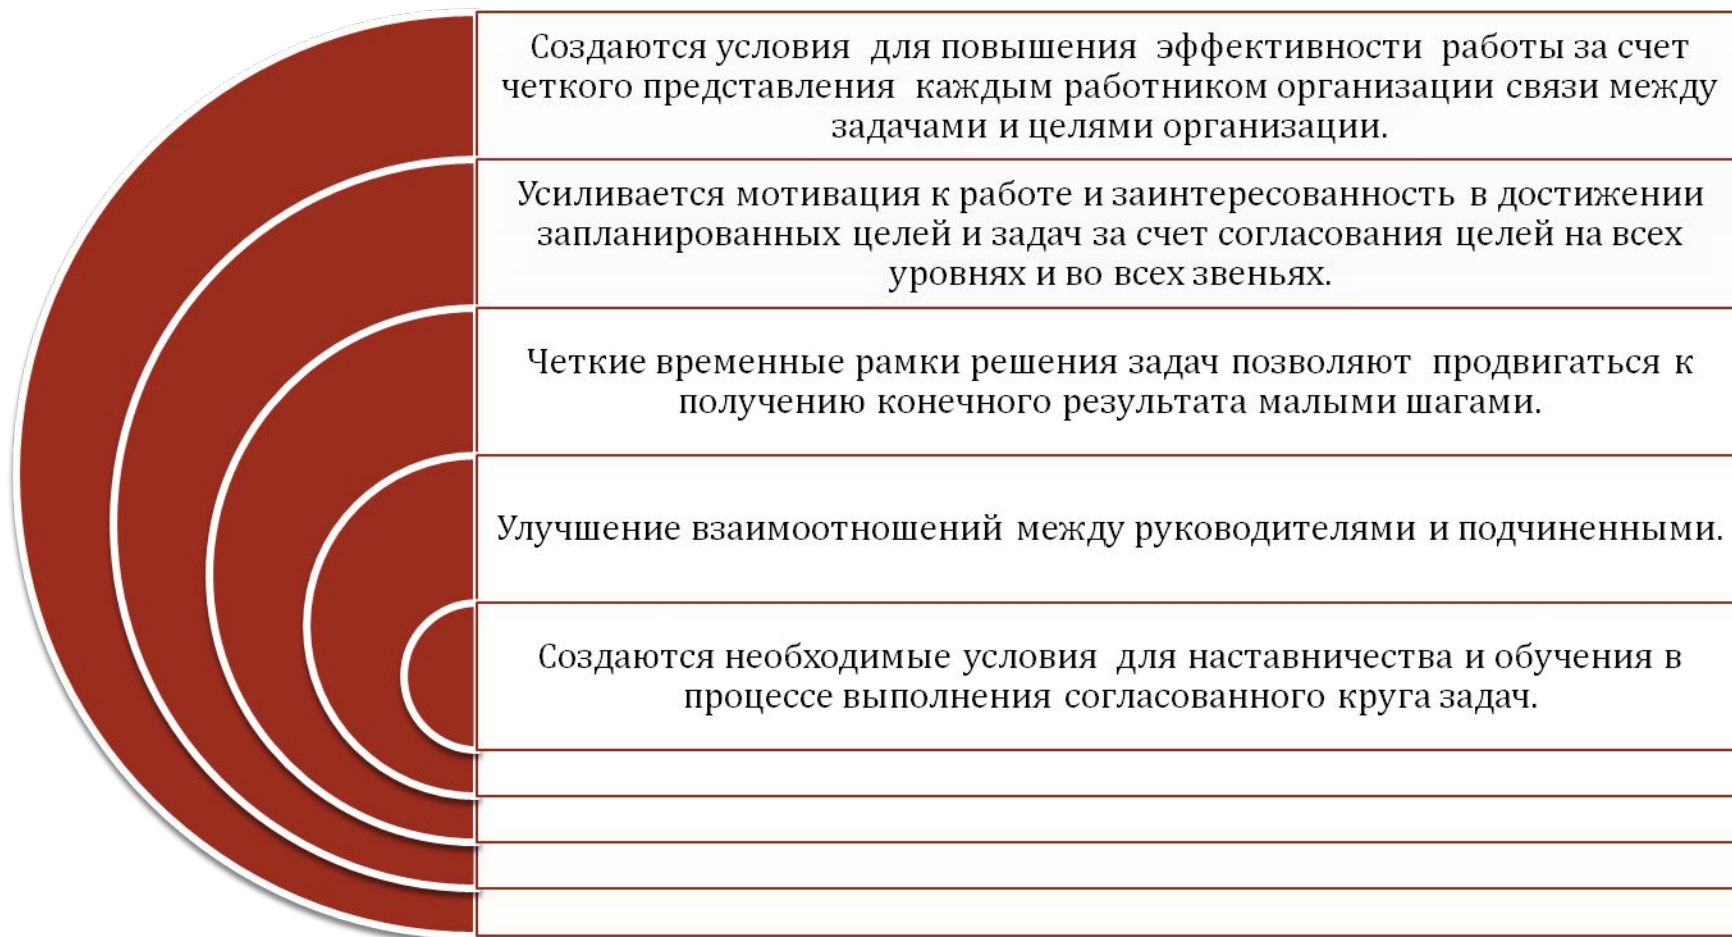 Создаются условия для повышения эффективности работы за счет
четкого представления каждым работником организации связи между
задачами и целями организации.
Усиливается мотивация к работе и заинтересованность в достижении
запланированных целей и задач за счет согласования целей на всех
уровнях и во всех звеньях.
Четкие временные рамки решения задач позволяют продвигаться к
получению конечного результата малыми шагами.
Улучшение взаимоотношений между руководителями и подчиненными.
Создаются необходимые условия для наставничества и обучения в
процессе выполнения согласованного круга задач.